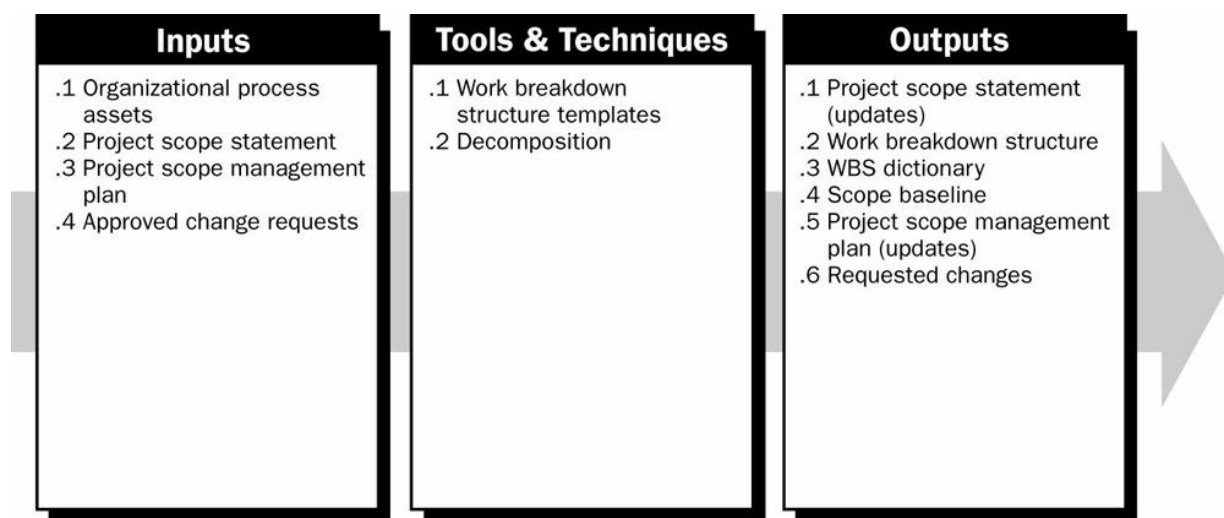 Inputs
.1 Organizational process
assets
.2 Project scope statement
.3 Project scope management
plan
.4 Approved change requests
Tools & Techniques
.1 Work breakdown
structure templates
.2 Decomposition
Outputs
.1 Project scope statement
(updates)
.2 Work breakdown structure
.3 WBS dictionary
.4 Scope baseline
.5 Project scope management
plan (updates)
.6 Requested changes